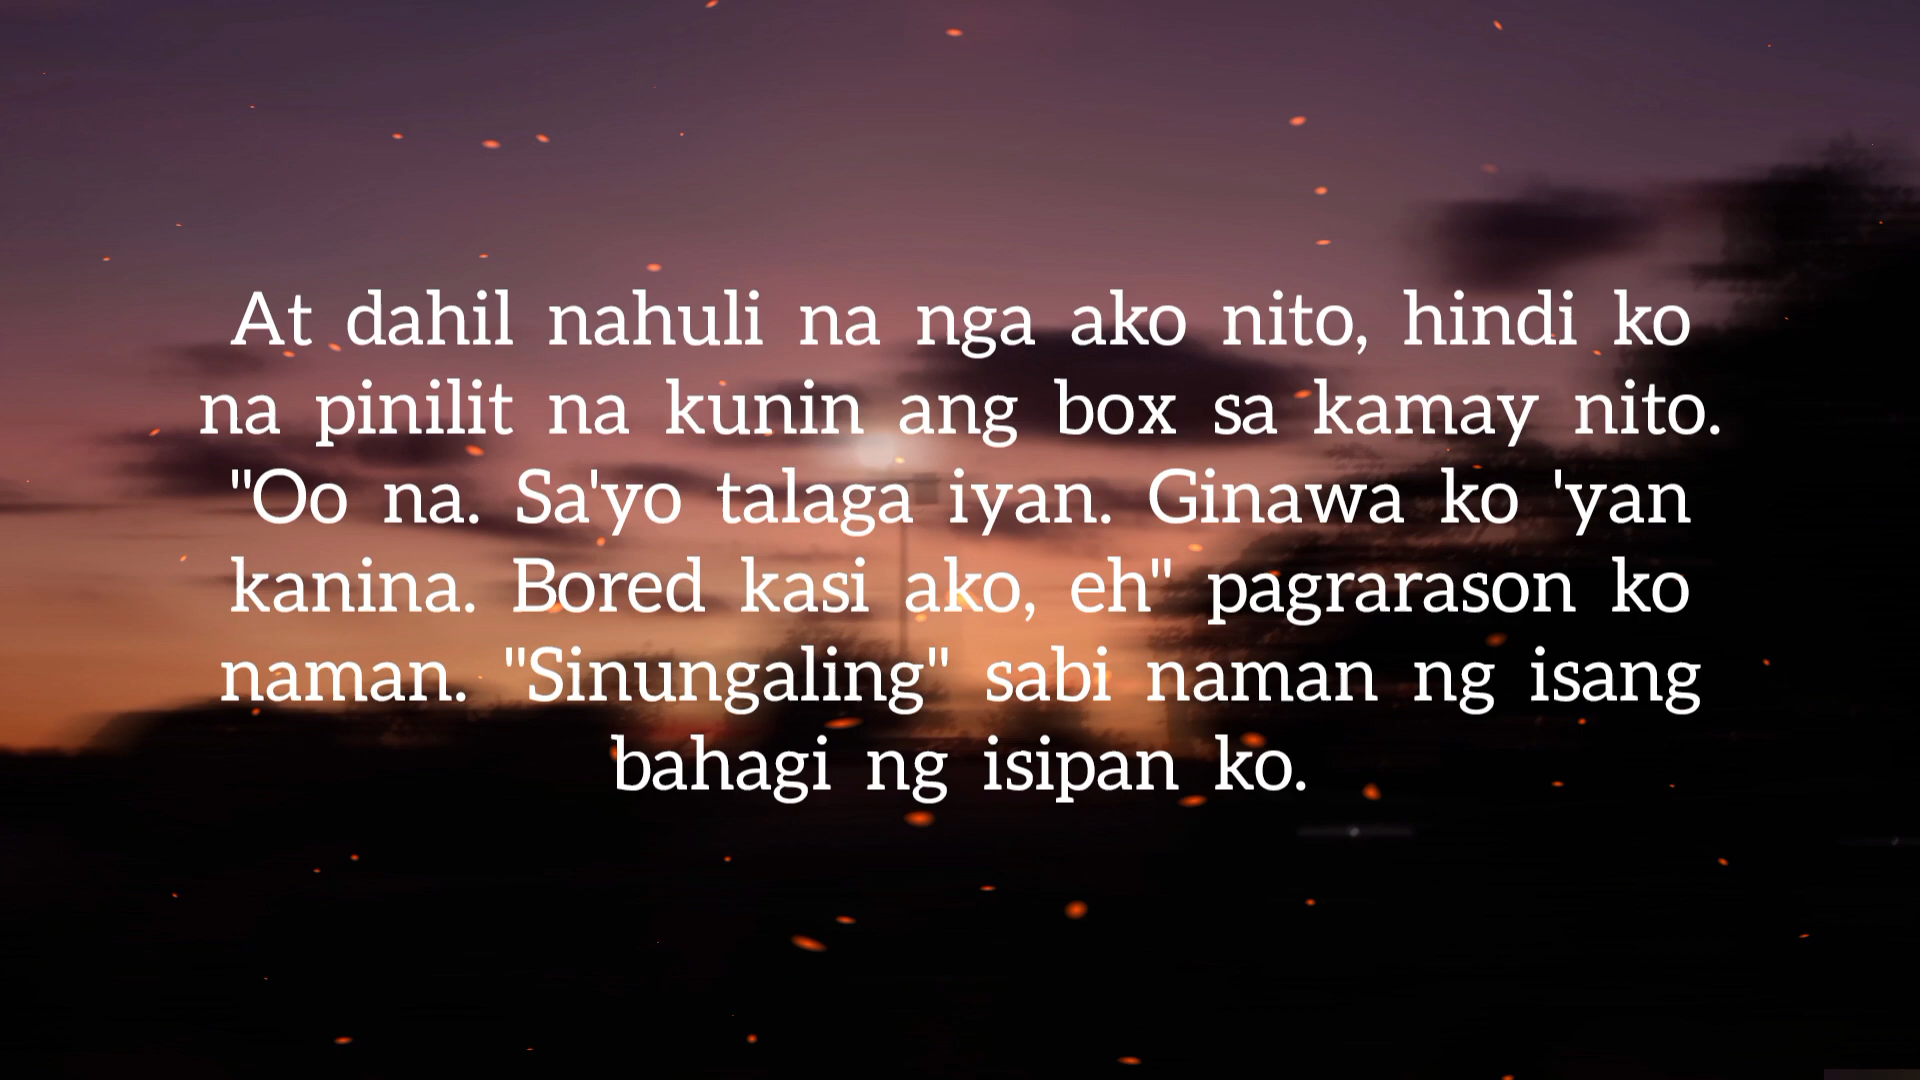 At dahil nahuli na nga ako nito, hindi ko
na pinilit na kunin ang box sa kamay nito.
"Oo na. Sa'yo talaga iyan. Ginawa ko 'yan
kanina. Bored kasi ako, eh" pagrarason ko
naman. "Sinungaling" sabi naman ng isang
bahagi ng isipan ko.